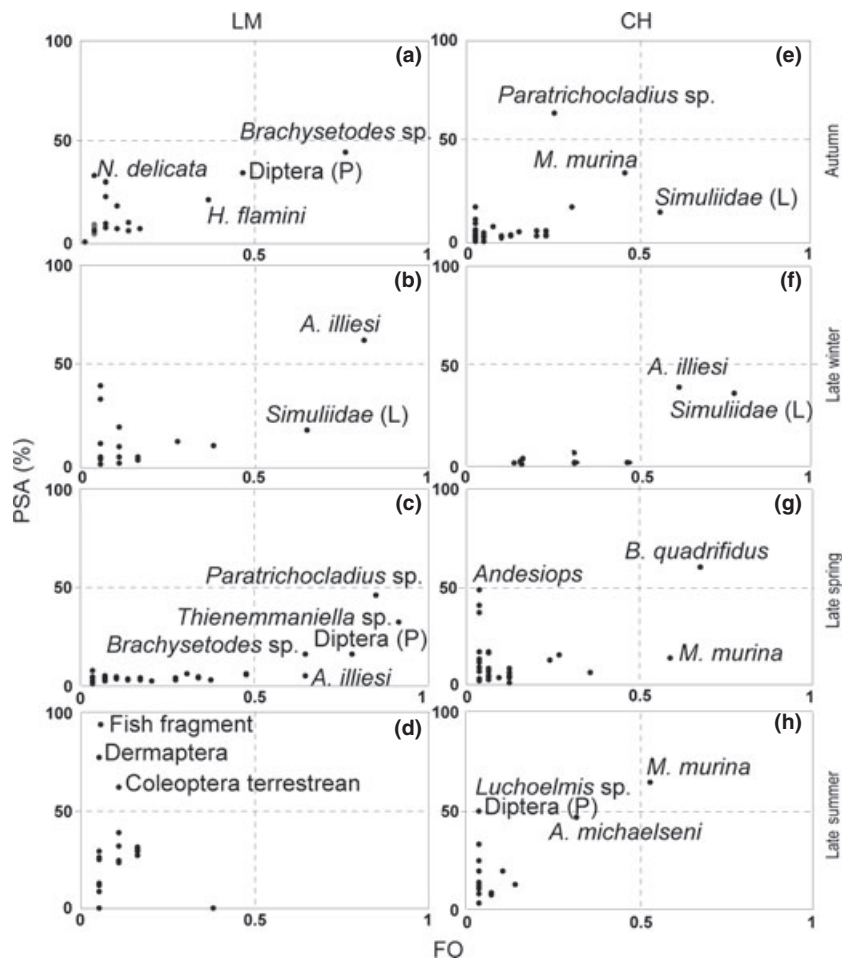 LM
CH
PSA (%)
100
50
0
(a)
N. delicata
Brachysetodes sp.
Diptera (P)
H. flamini
0
0.5
1
100
50
0
(e)
Paratrichocladius sp.
M. murina
Simuliidae (L)
0
0.5
1
Autumn
100
50
0
(b)
A. illiesi
Simuliidae (L)
0
0.5
1
100
50
0
(f)
A. illiesi
Simuliidae (L)
0
0.5
1
Late winter
100
50
0
(c)
Paratrichocladius sp.
Thienemmaniella sp.
Diptera (P)
Brachysetodes sp.
A. illiesi
0
0.5
1
100
50
0
(g)
Andesiops
B. quadrifidus
M. murina
0
0.5
1
Late spring
100
50
0
(d)
Fish fragment
Dermaptera
Coleoptera terrestrean
0
0.5
1
100
50
0
(h)
M. murina
Luchoelmis sp.
Diptera (P)
A. michaelseni
0
0.5
1
Late summer
FO